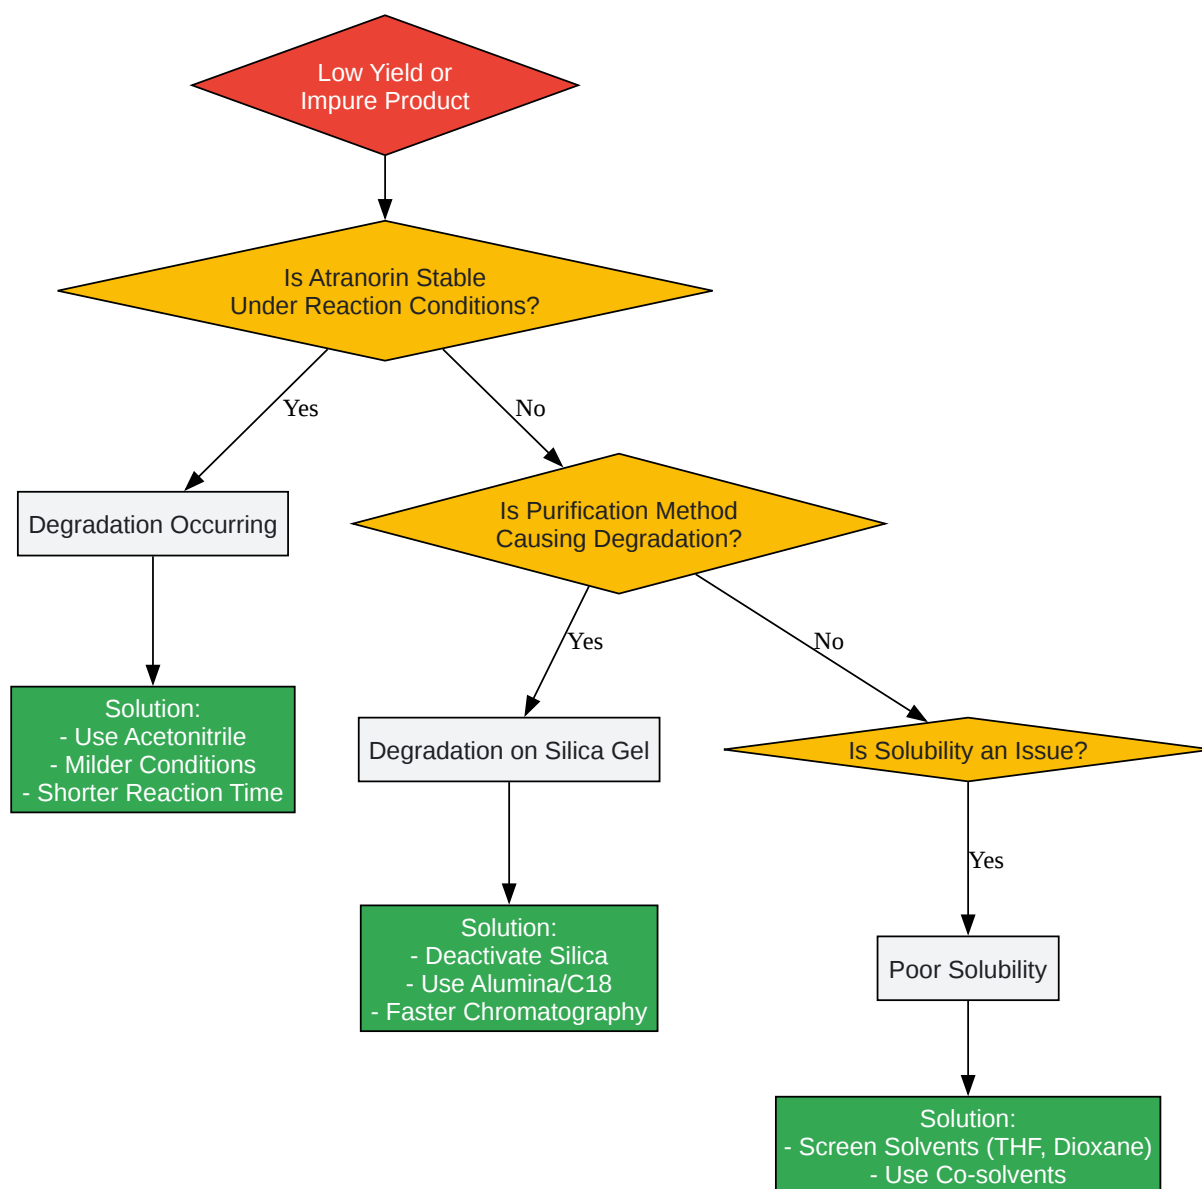 Low Yield or
Impure Product
Is Atranorin Stable
Under Reaction Conditions?
Yes
No
Degradation Occurring
Is Purification Method
Causing Degradation?
Yes
No
Solution:
- Use Acetonitrile
- Milder Conditions
- Shorter Reaction Time
Degradation on Silica Gel
Is Solubility an Issue?
Yes
Solution:
- Deactivate Silica
- Use Alumina/C18
- Faster Chromatography
Poor Solubility
Solution:
- Screen Solvents (THF, Dioxane)
- Use Co-solvents